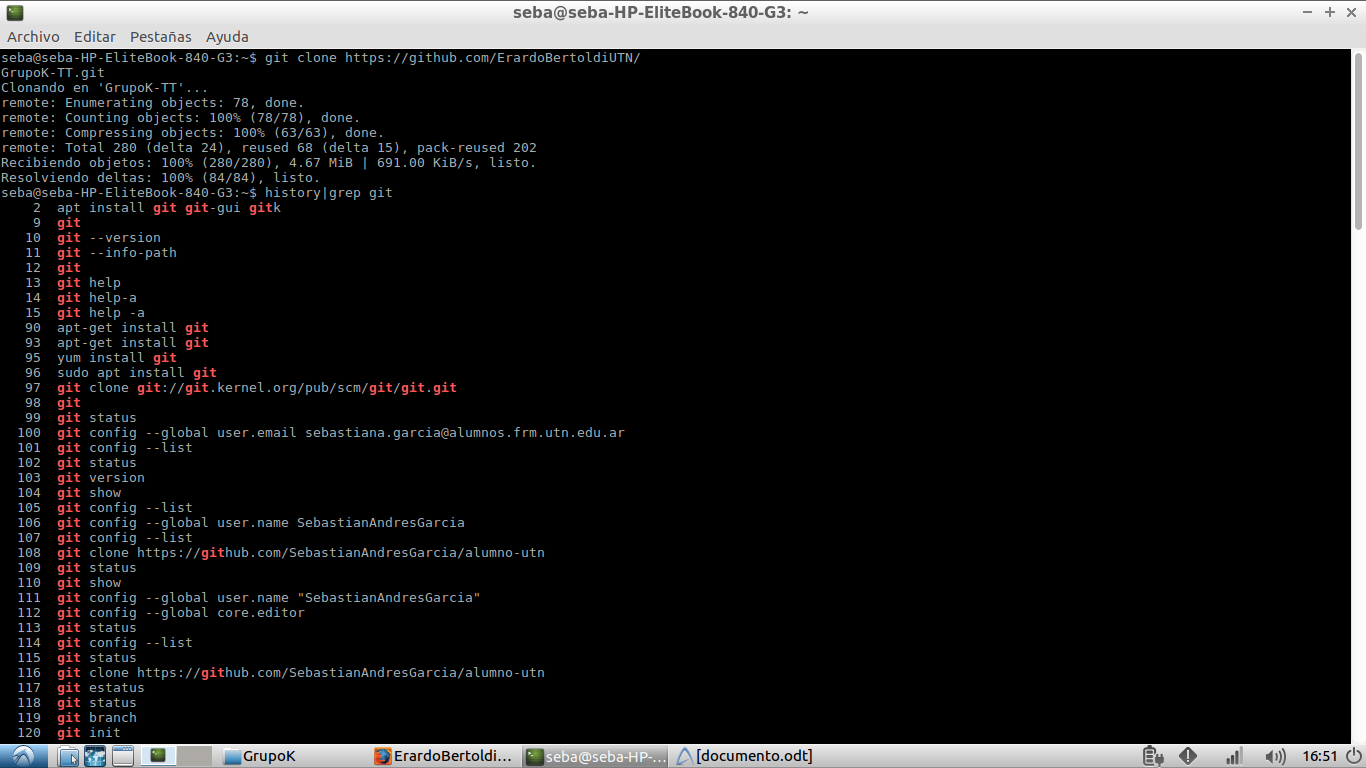 seba@seba-HP-EliteBook-840-G3: ~
Archivo Editar Pestañas Ayuda
seba@seba-HP-EliteBook-840-G3:~$ git clone https://github.com/ErardoBertoldiUTN/
GrupoK-TT.git
Clonando en 'GrupoK-TT'...
remote: Enumerating objects: 78, done.
remote: Counting objects: 100% (78/78), done.
remote: Compressing objects: 100% (63/63), done.
remote: Total 280 (delta 24), reused 68 (delta 15), pack-reused 202
Recibiendo objetos: 100% (280/280), 4.67 MiB | 691.00 KiB/s, listo.
Resolviendo deltas: 100% (84/84), listo.
seba@seba-HP-EliteBook-840-G3:~$ history|grep git
2 apt install git git-gui gitk
9 git
10 git --version
11 git --info-path
12 git
13 git help
14 git help-a
15 git help -a
90 apt-get install git
93 apt-get install git
95 yum install git
96 sudo apt install git
97 git clone git://git.kernel.org/pub/scm/git/git.git
98 git
99 git status
100 git config --global user.email sebastiana.garcia@alumnos.frm.utn.edu.ar
101 git config --list
102 git status
103 git version
104 git show
105 git config --list
106 git config --global user.name SebastianAndresGarcia
107 git config --list
108 git clone https://github.com/SebastianAndresGarcia/alumno-utn
109 git status
110 git show
111 git config --global user.name "SebastianAndresGarcia"
112 git config --global core.editor
113 git status
114 git config --list
115 git status
116 git clone https://github.com/SebastianAndresGarcia/alumno-utn
117 git estatus
118 git status
119 git branch
120 git init
GrupoK ErardoBertoldi... seba@seba-HP-... [documento.odt] 16:51